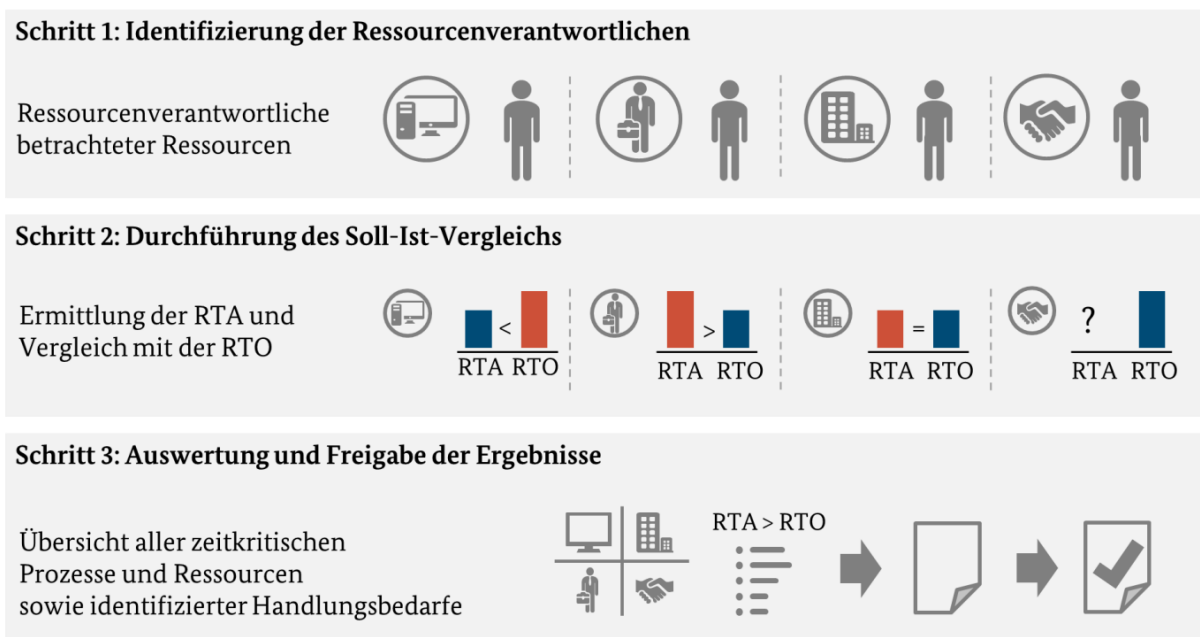 Schritt 1: Identifizierung der Ressourcenverantwortlichen
Ressourcenverantwortliche
betrachteter Ressourcen
Schritt 2: Durchführung des Soll-Ist-Vergleichs
Ermittlung der RTA und
Vergleich mit der RTO
<
RTA RTO
>
RTA RTO
=
RTA RTO
?
RTA RTO
Schritt 3: Auswertung und Freigabe der Ergebnisse
Übersicht aller zeitkritischen
Prozesse und Ressourcen
sowie identifizierter Handlungsbedarfe
RTA > RTO